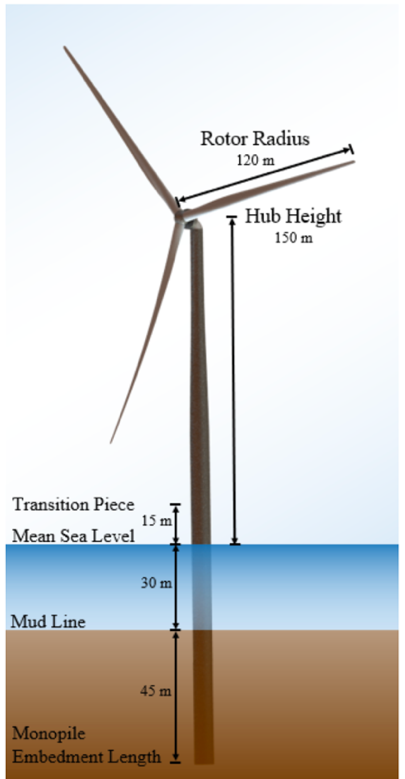 Rotor Radius
120 m
Hub Height
150 m
Transition Piece
15 m
Mean Sea Level
30 m
Mud Line
45 m
Monopile
Embedment Length